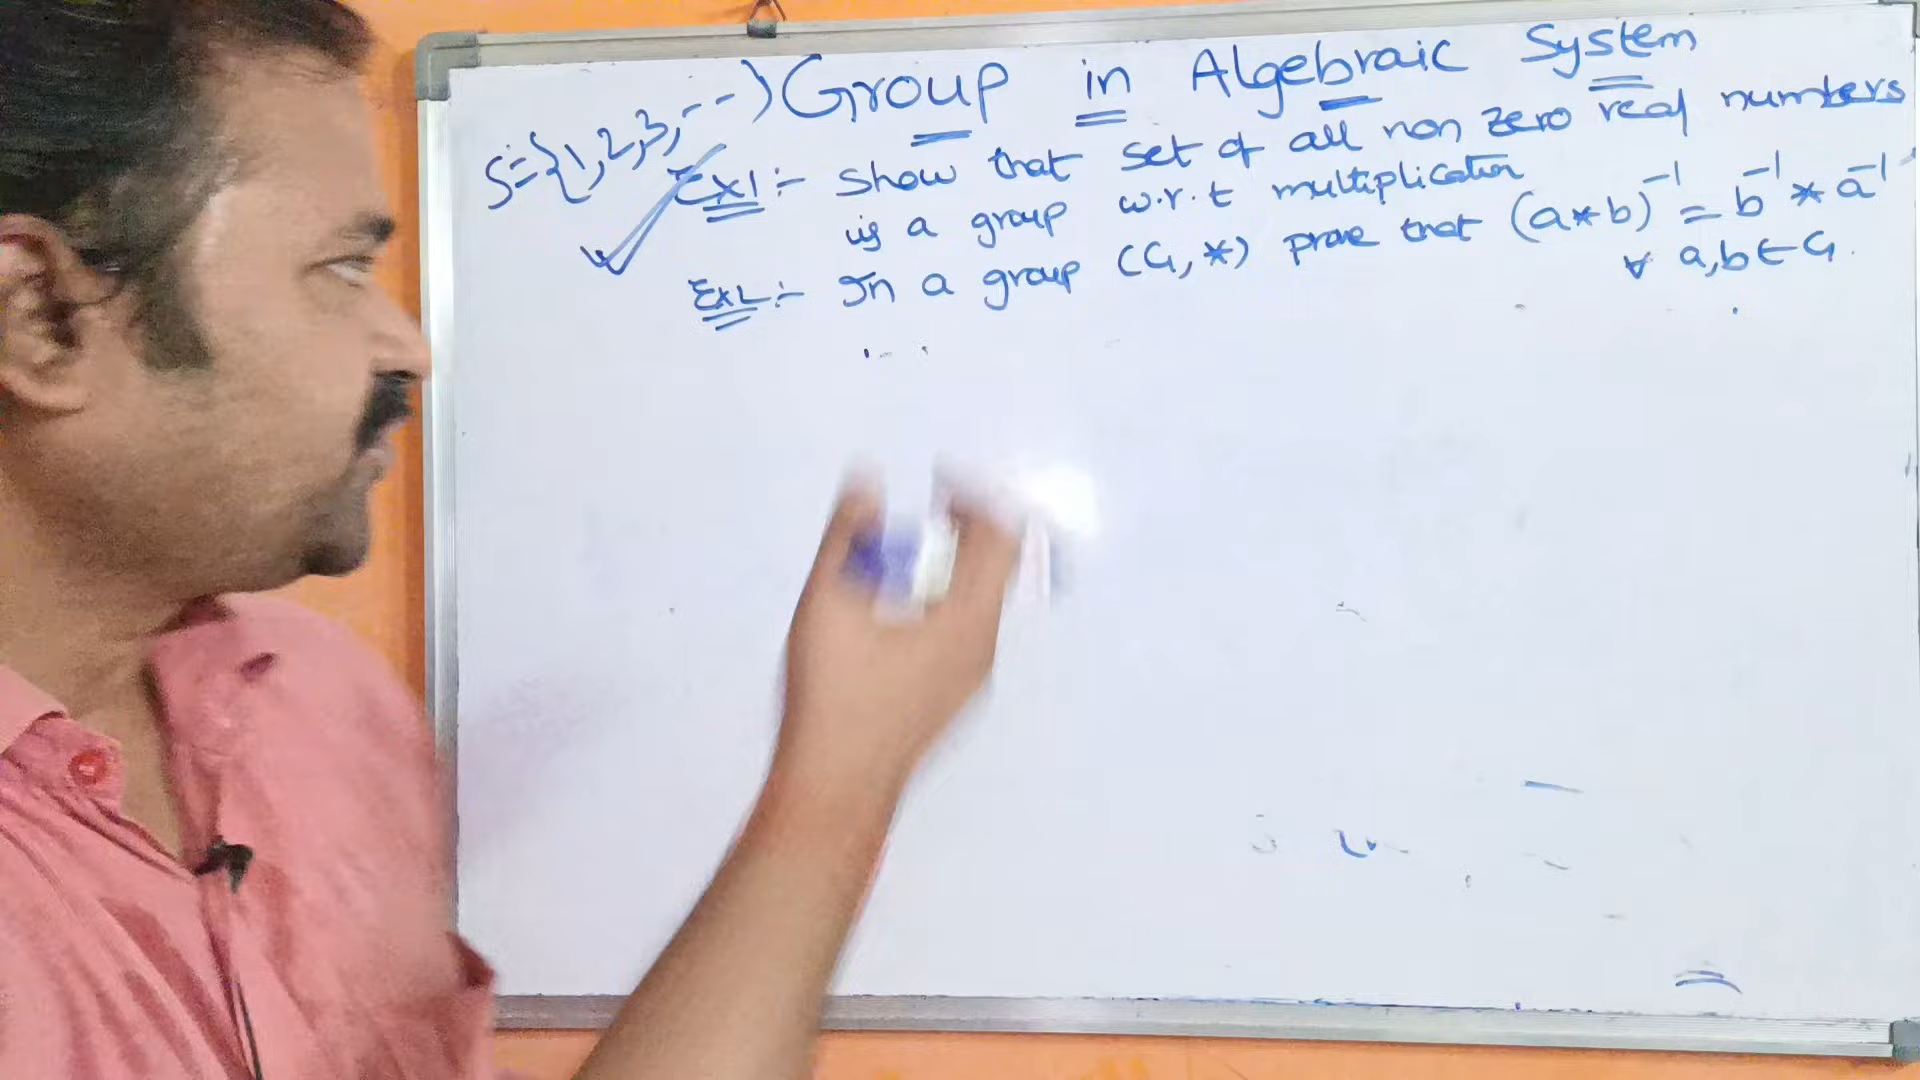 Group in Algebraic System
S={1,2,3,--}
Ex1:- Show that set of all non zero real numbers
is a group w.r.t multiplication
Ex2:- In a group (G,*) prove that (a*b)⁻¹ = b⁻¹ * a⁻¹
∀ a,b ∈ G.